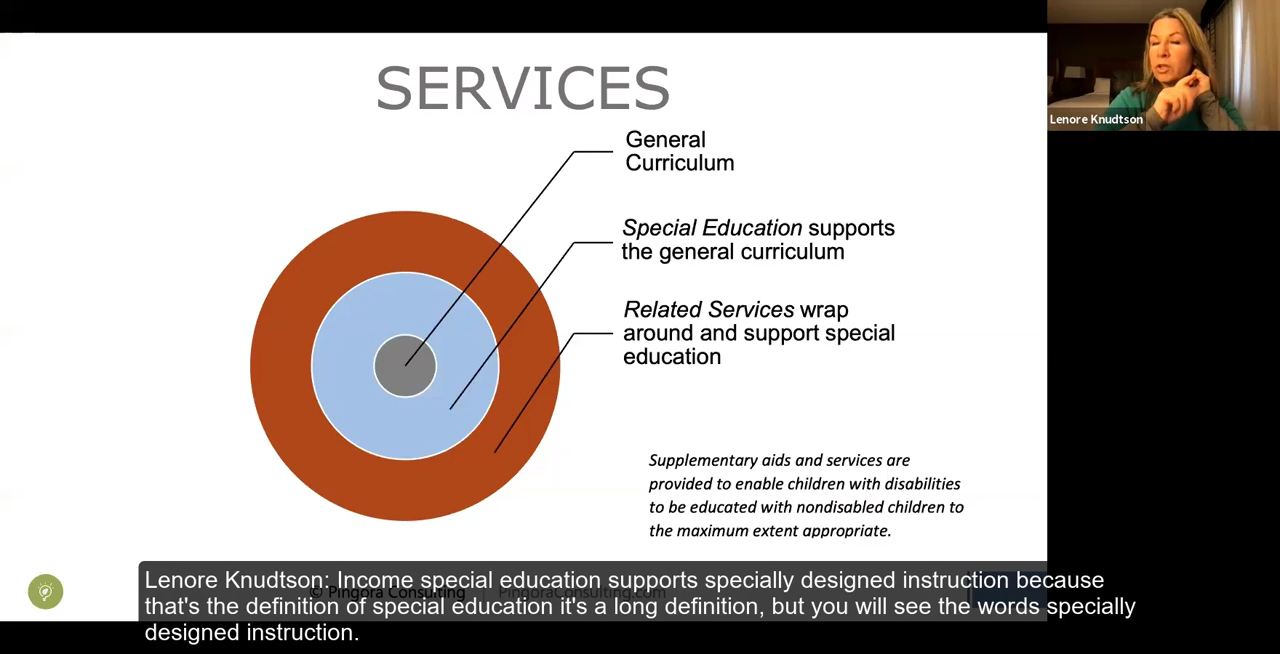 SERVICES
Lenore Knudtson
General
Curriculum
Special Education supports
the general curriculum
Related Services wrap
around and support special
education
Supplementary aids and services are
provided to enable children with disabilities
to be educated with nondisabled children to
the maximum extent appropriate.
© Pingora Consulting | PingoraConsulting.com
Lenore Knudtson: Income special education supports specially designed instruction because
that's the definition of special education it's a long definition, but you will see the words specially
designed instruction.